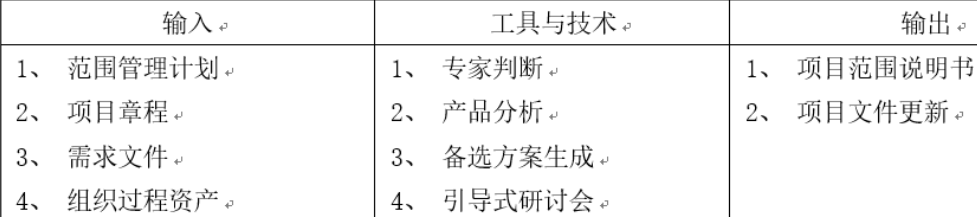 输入 工具与技术 输出
1、 范围管理计划 1、 专家判断 1、 项目范围说明书
2、 项目章程 2、 产品分析 2、 项目文件更新
3、 需求文件 3、 备选方案生成
4、 组织过程资产 4、 引导式研讨会